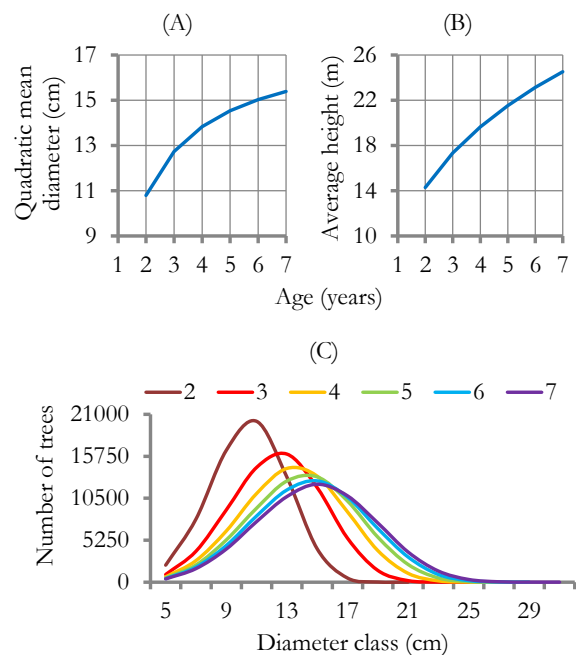 (A)
Quadratic mean
diameter (cm)
17
15
13
11
9
1 2 3 4 5 6 7
(B)
Average height (m)
26
22
18
14
10
1 2 3 4 5 6 7
Age (years)
(C)
2 3 4 5 6 7
Number of trees
21000
15750
10500
5250
0
5 9 13 17 21 25 29
Diameter class (cm)